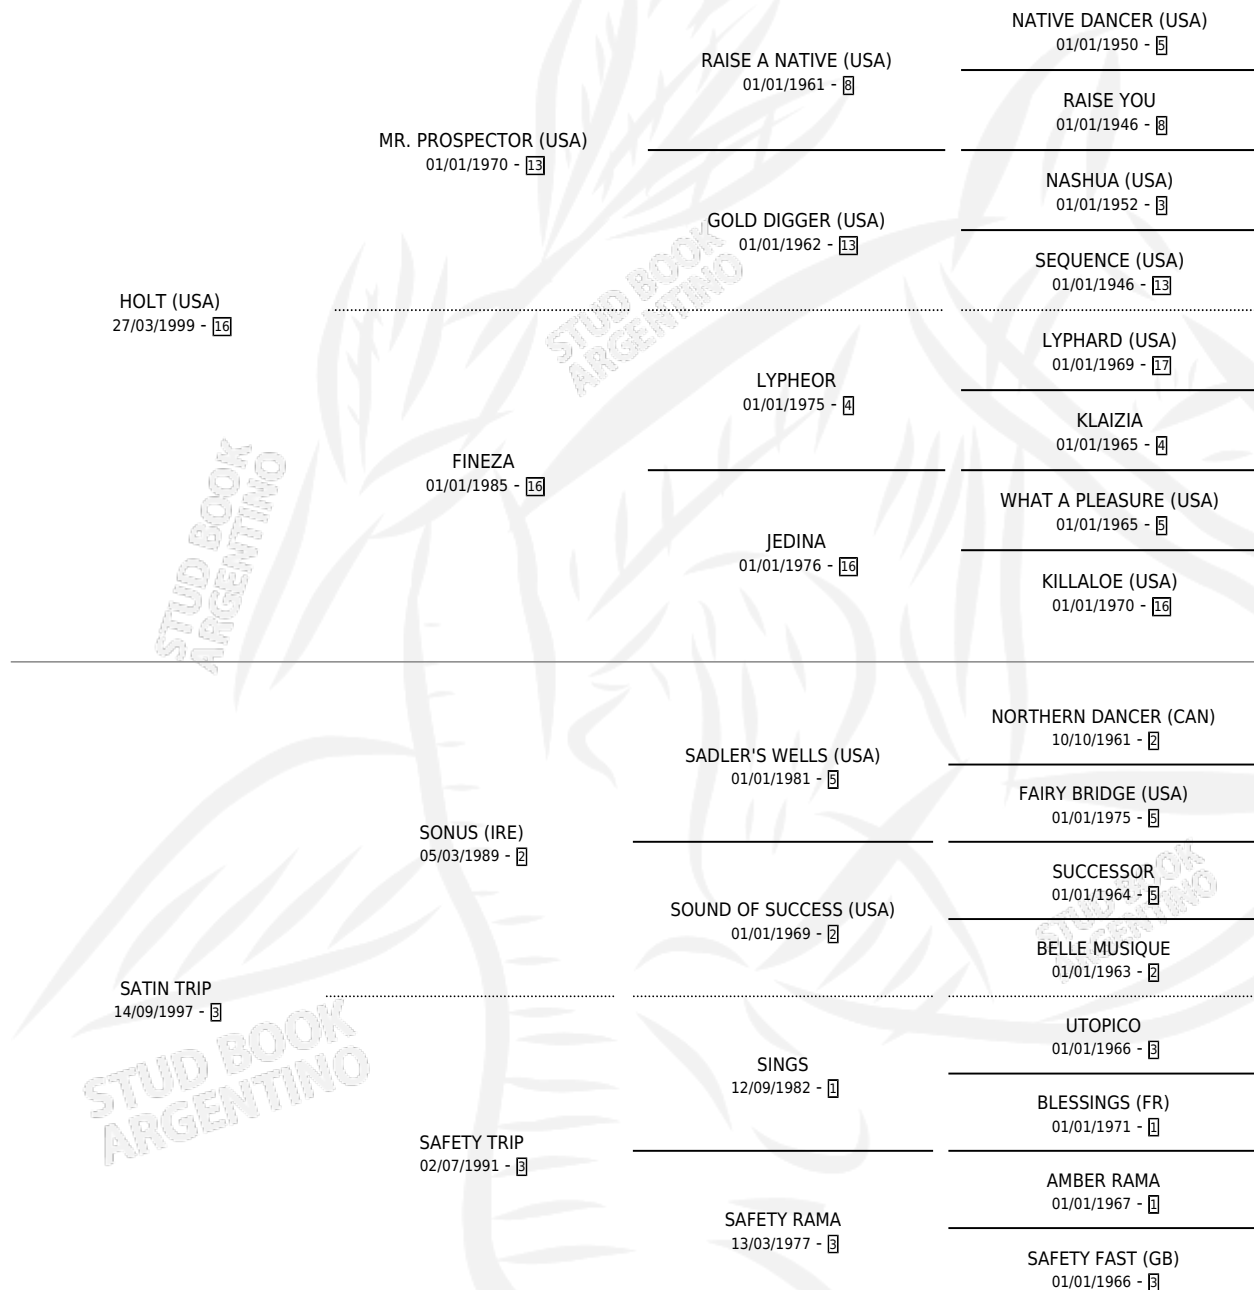 HOLT (USA)
27/03/1999 - 16
MR. PROSPECTOR (USA)
01/01/1970 - 13
RAISE A NATIVE (USA)
01/01/1961 - 8
NATIVE DANCER (USA)
01/01/1950 - 5
RAISE YOU
01/01/1946 - 8
GOLD DIGGER (USA)
01/01/1962 - 13
NASHUA (USA)
01/01/1952 - 3
SEQUENCE (USA)
01/01/1946 - 13
FINEZA
01/01/1985 - 16
LYPHEOR
01/01/1975 - 4
LYPHARD (USA)
01/01/1969 - 17
KLAIZIA
01/01/1965 - 4
JEDINA
01/01/1976 - 16
WHAT A PLEASURE (USA)
01/01/1965 - 5
KILLALOE (USA)
01/01/1970 - 16
SATIN TRIP
14/09/1997 - 3
SONUS (IRE)
05/03/1989 - 2
SADLER'S WELLS (USA)
01/01/1981 - 5
NORTHERN DANCER (CAN)
10/10/1961 - 2
FAIRY BRIDGE (USA)
01/01/1975 - 5
SOUND OF SUCCESS (USA)
01/01/1969 - 2
SUCCESSOR
01/01/1964 - 5
BELLE MUSIQUE
01/01/1963 - 2
SAFETY TRIP
02/07/1991 - 3
SINGS
12/09/1982 - 1
UTOPICO
01/01/1966 - 3
BLESSINGS (FR)
01/01/1971 - 1
SAFETY RAMA
13/03/1977 - 3
AMBER RAMA
01/01/1967 - 1
SAFETY FAST (GB)
01/01/1966 - 3
STUD BOOK
ARGENTINO
STUD BOOK
ARGENTINO
STUD BOOK
ARGENTINO
STUD BOOK
ARGENTINO